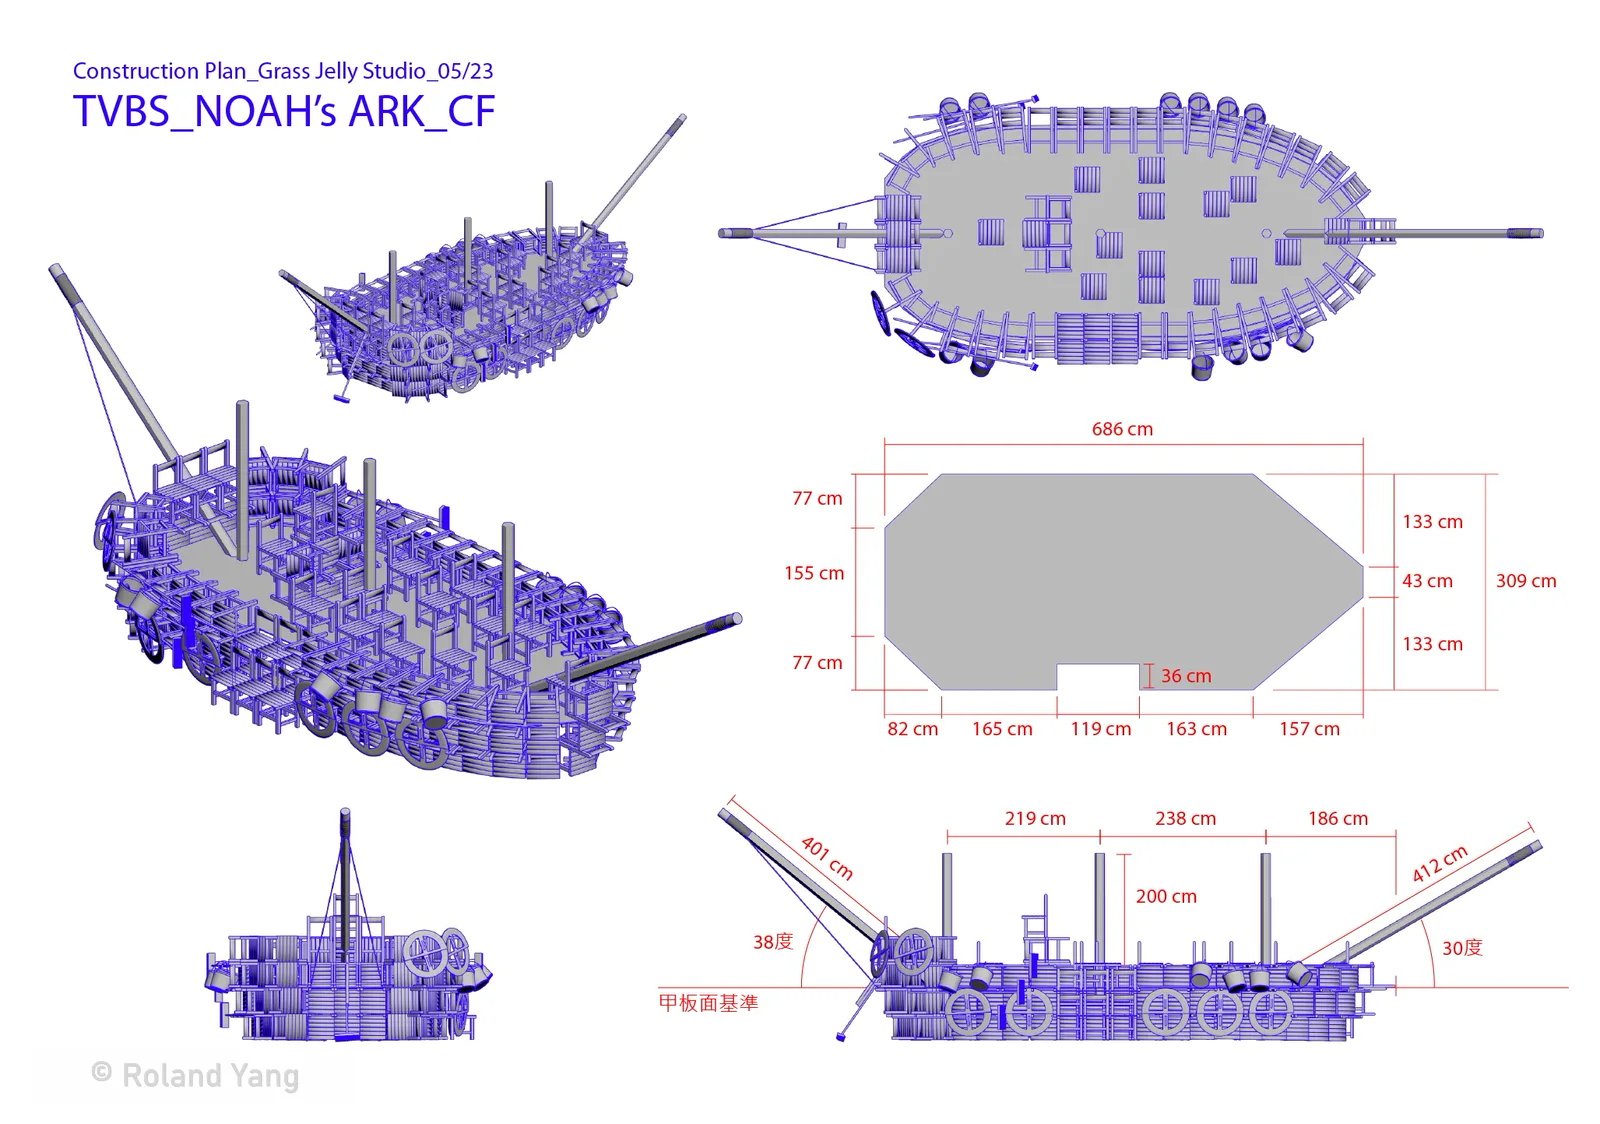 Construction Plan_Grass Jelly Studio_05/23
TVBS_NOAH's ARK_CF
686 cm
77 cm
155 cm
77 cm
133 cm
43 cm
309 cm
133 cm
36 cm
82 cm
165 cm
119 cm
163 cm
157 cm
219 cm
238 cm
186 cm
401 cm
412 cm
200 cm
38度
30度
甲板面基準
© Roland Yang